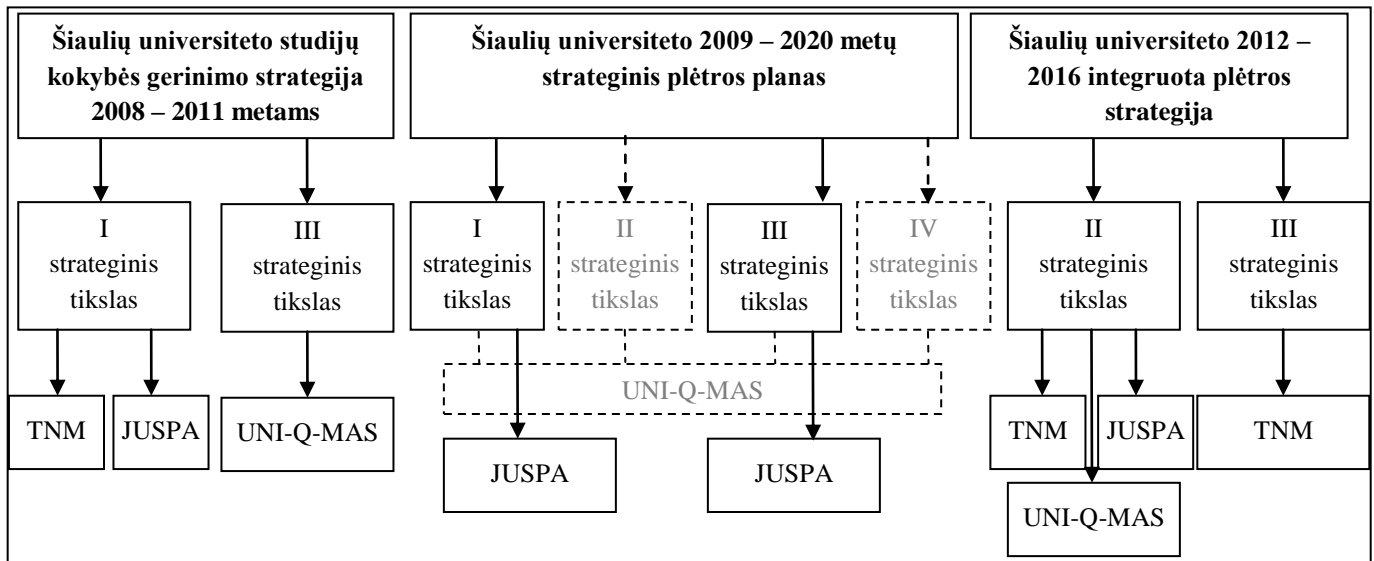 Šiaulių universiteto studijų
kokybės gerinimo strategija
2008 – 2011 metams
Šiaulių universiteto 2009 – 2020 metų
strateginis plėtros planas
Šiaulių universiteto 2012 –
2016 integruota plėtros
strategija
I
strateginis
tikslas
III
strateginis
tikslas
I
strateginis
tikslas
II
strateginis
tikslas
III
strateginis
tikslas
IV
strateginis
tikslas
II
strateginis
tikslas
III
strateginis
tikslas
TNM
JUSPA
UNI-Q-MAS
UNI-Q-MAS
JUSPA
JUSPA
TNM
JUSPA
UNI-Q-MAS
TNM